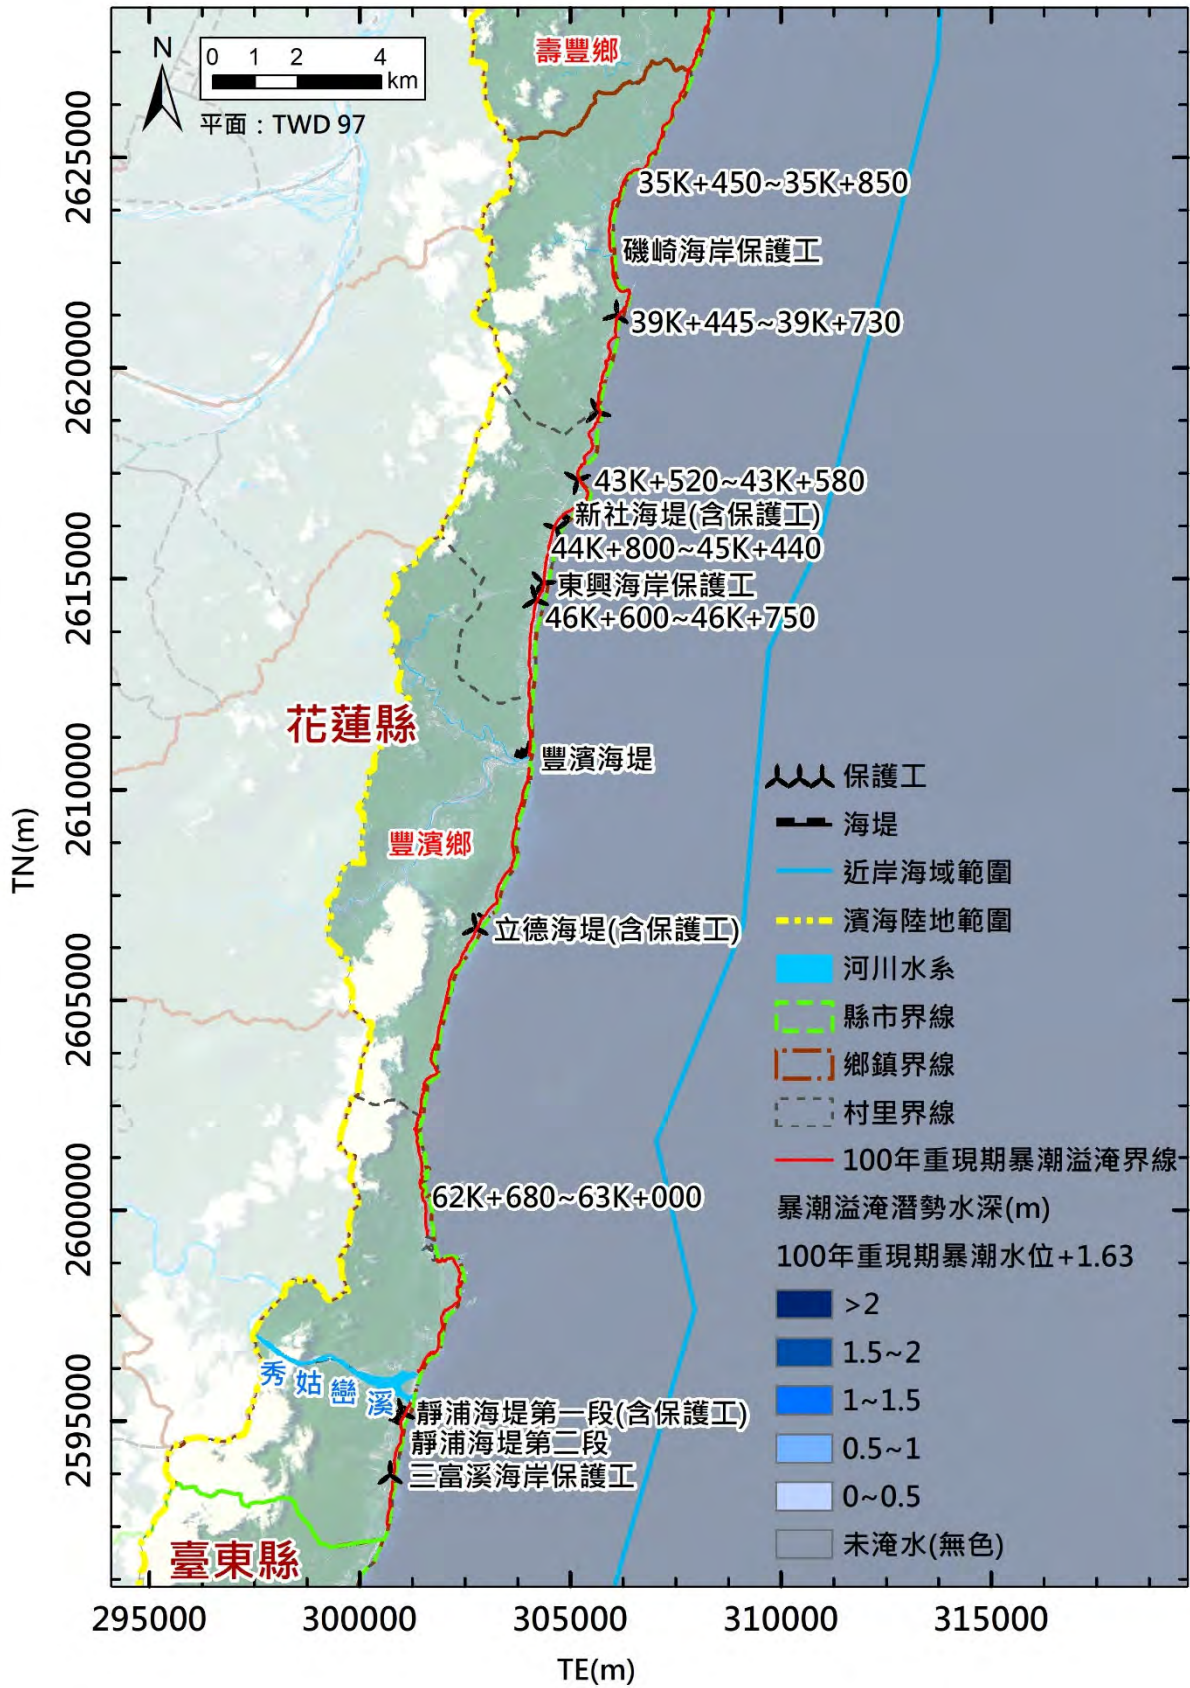 壽豐鄉
N
0 1 2 4
km
平面：TWD 97
35K+450~35K+850
磯崎海岸保護工
39K+445~39K+730
43K+520~43K+580
新社海堤(含保護工)
44K+800~45K+440
東興海岸保護工
46K+600~46K+750
花蓮縣
豐濱海堤
豐濱鄉
立德海堤(含保護工)
62K+680~63K+000
秀姑巒溪
靜浦海堤第一段(含保護工)
靜浦海堤第二段
三富溪海岸保護工
臺東縣
保護工
海堤
近岸海域範圍
濱海陸地範圍
河川水系
縣市界線
鄉鎮界線
村里界線
100年重現期暴潮溢淹界線
暴潮溢淹潛勢水深(m)
100年重現期暴潮水位+1.63
>2
1.5~2
1~1.5
0.5~1
0~0.5
未淹水(無色)
2625000
2620000
2615000
2610000
2605000
2600000
2595000
TN(m)
295000 300000 305000 310000 315000
TE(m)